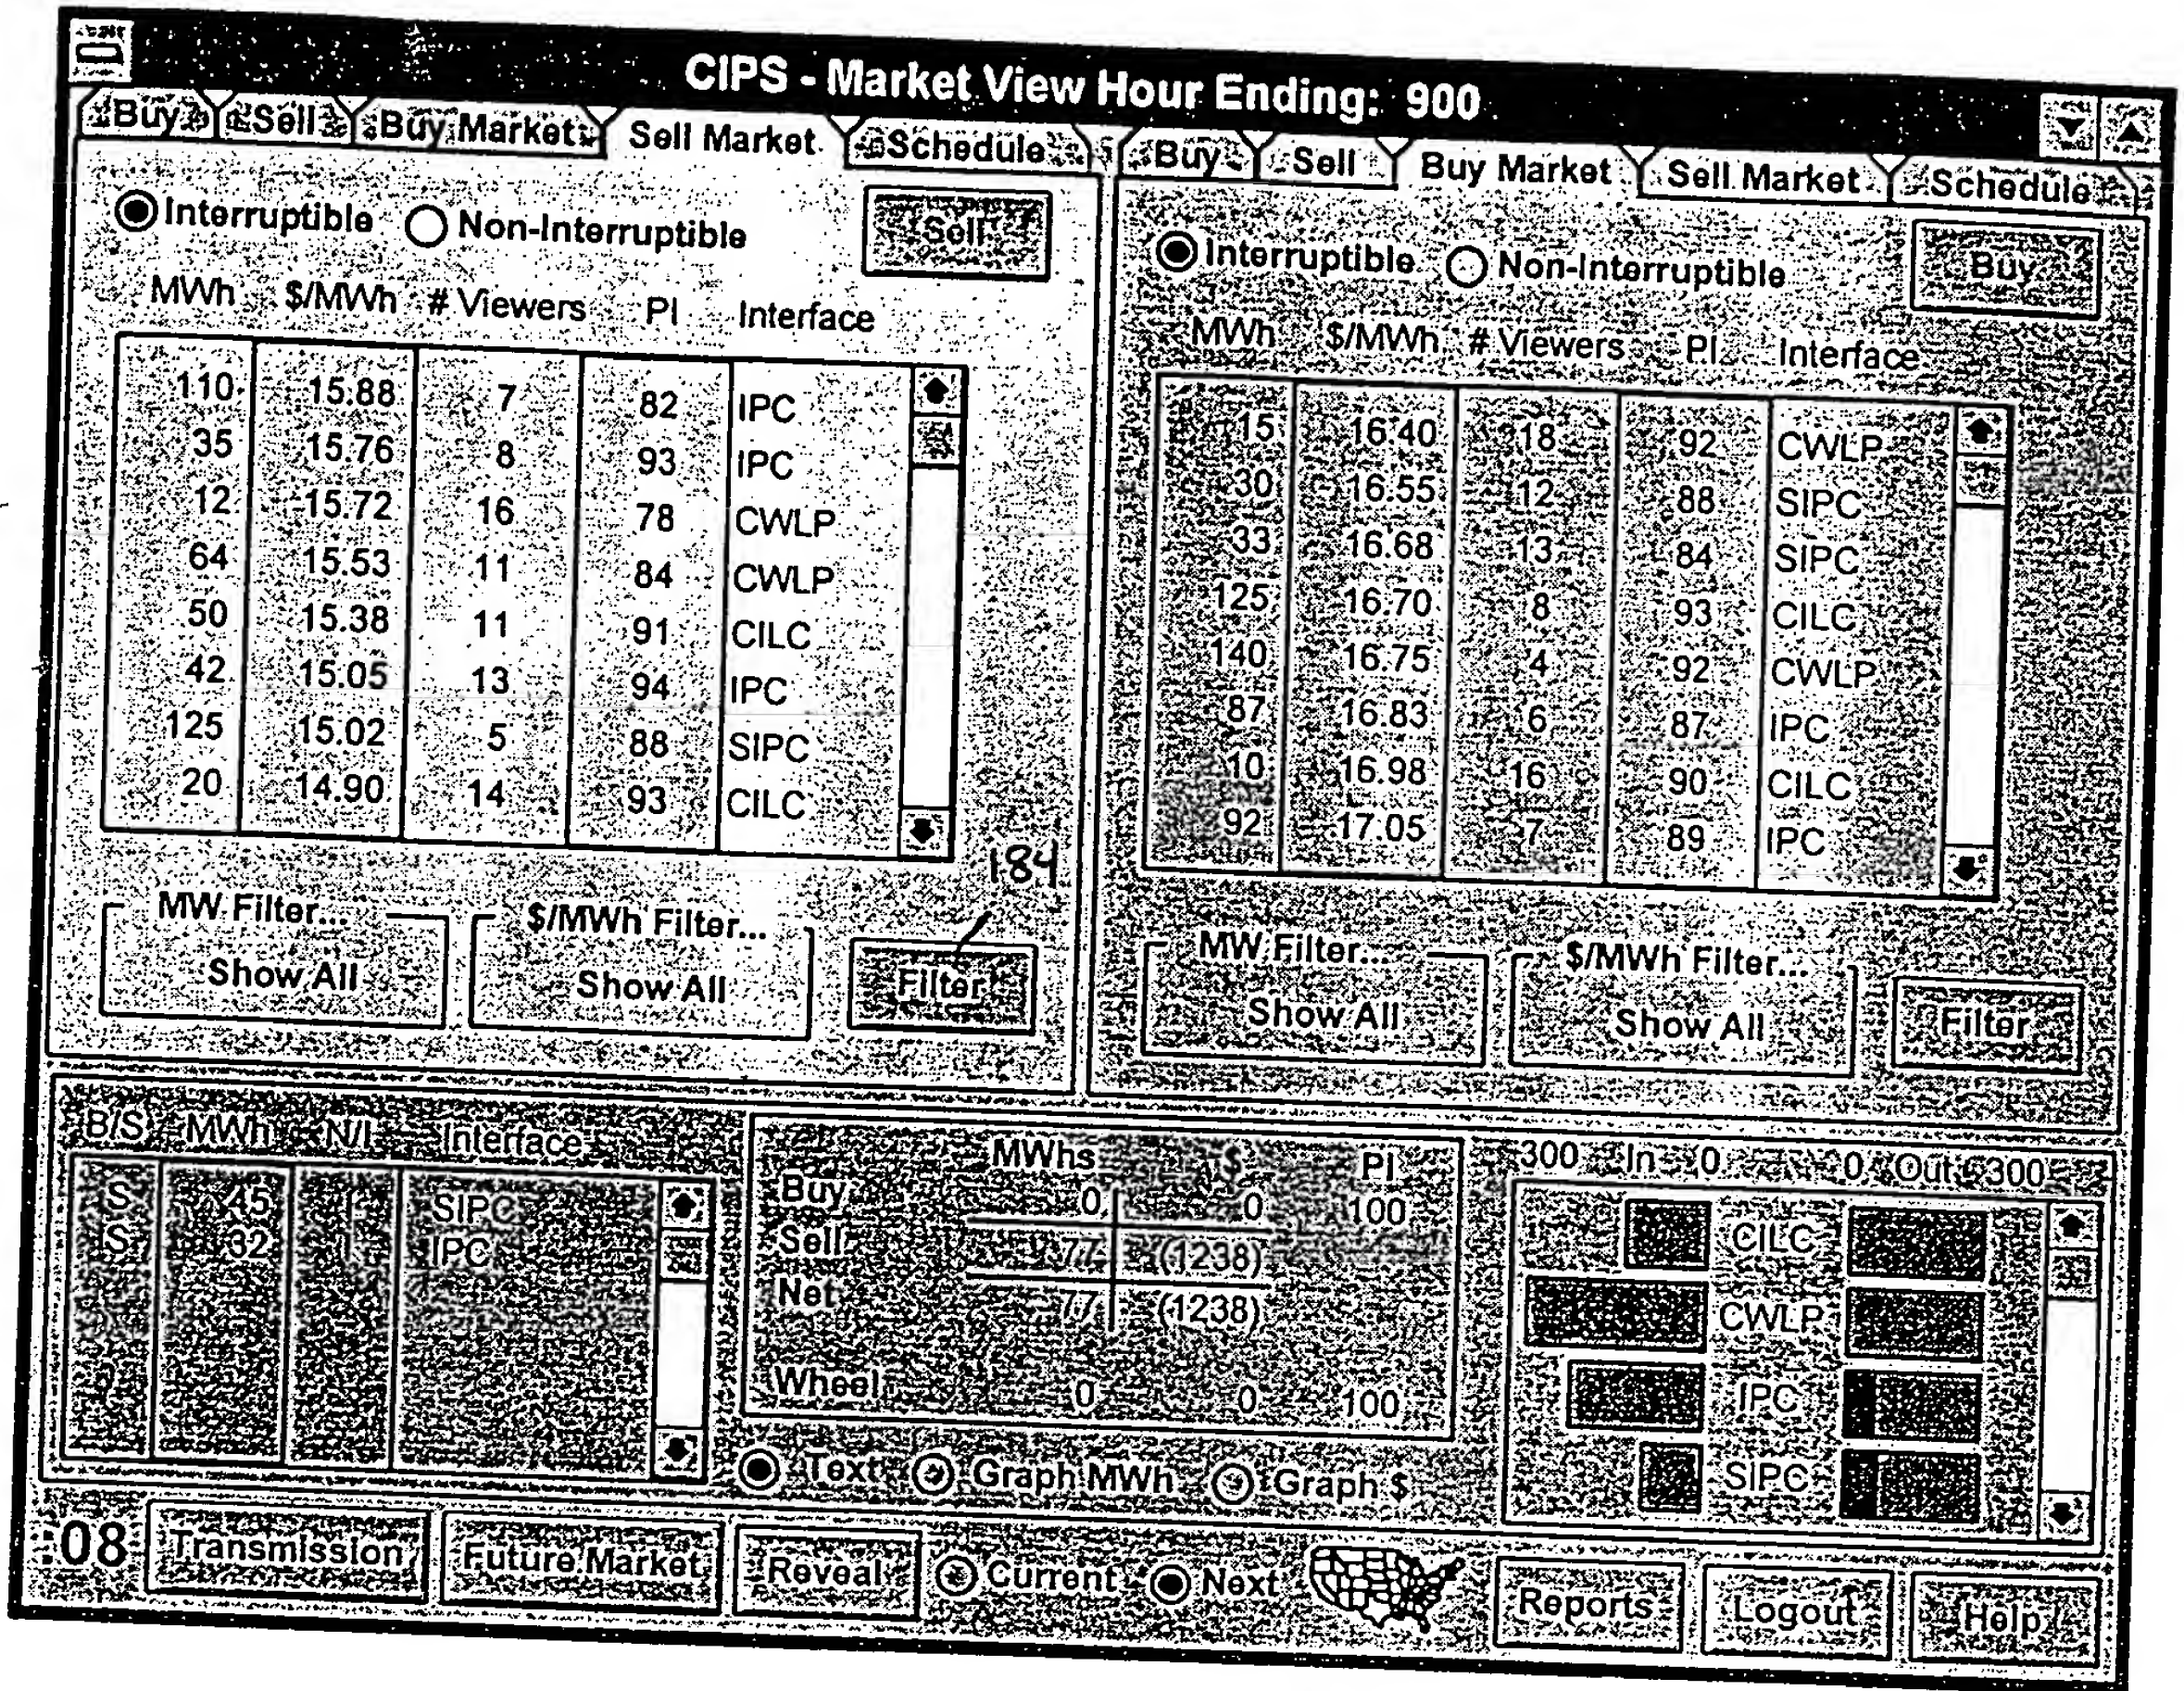 CIPS - Market View Hour Ending: 900
Buy Sell Buy Market Sell Market Schedule
Interruptible Non-Interruptible Sell
MWh $/MWh # Viewers PI Interface
110 15.88 7 82 IPC
35 15.76 8 93 IPC
12 15.72 16 78 CWLP
64 15.53 11 84 CWLP
50 15.38 11 91 CILC
42 15.05 13 94 IPC
125 15.02 5 88 SIPC
20 14.90 14 93 CILC
184
MW Filter... $/MWh Filter...
Show All Show All Filter
Buy Sell Buy Market Sell Market Schedule
Interruptible Non-Interruptible Buy
MWh $/MWh # Viewers PI Interface
15 16.40 18 92 CWLP
30 16.55 12 88 SIPC
33 16.68 13 84 SIPC
125 16.70 8 93 CILC
140 16.75 4 92 CWLP
87 16.83 6 87 IPC
10 16.98 16 90 CILC
92 17.05 7 89 IPC
MW Filter... $/MWh Filter...
Show All Show All Filter
B/S MWh N/I Interface
S 45 I SIPC
S 32 I IPC
MWhs $ PI
Buy 0 0 100
Sell 77 (1238)
Net 77 (1238)
Wheel 0 0 100
Text Graph MWh Graph $
300 In 0 0 Out 300
CILC
CWLP
IPC
SIPC
:08 Transmission Future Market Reveal Current Next Reports Logout Help